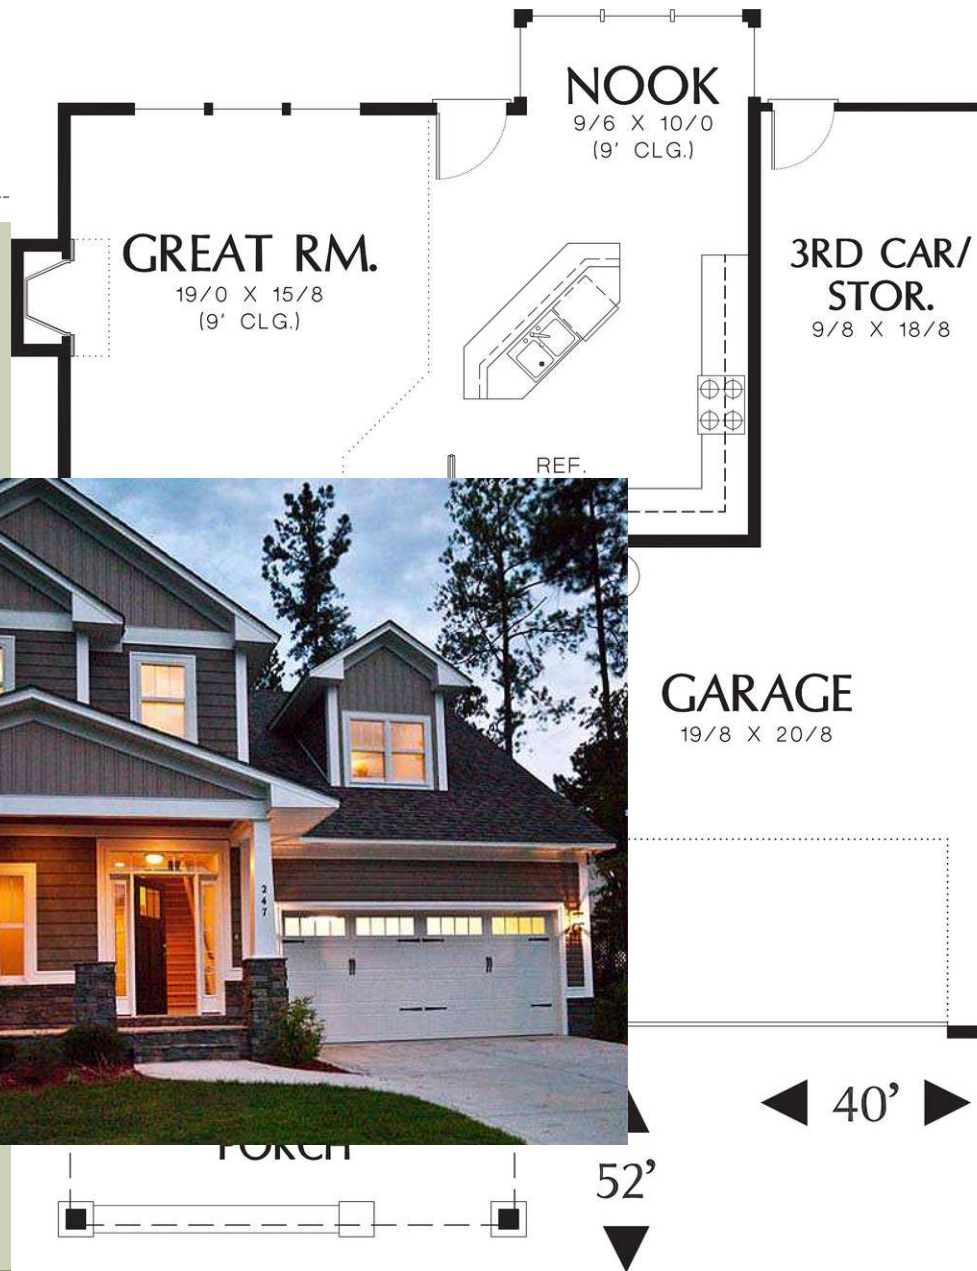 NOOK
9/6 X 10/0
(9' CLG.)
GREAT RM.
19/0 X 15/8
(9' CLG.)
3RD CAR/
STOR.
9/8 X 18/8
REF.
GARAGE
19/8 X 20/8
247
40'
PORCH
52'